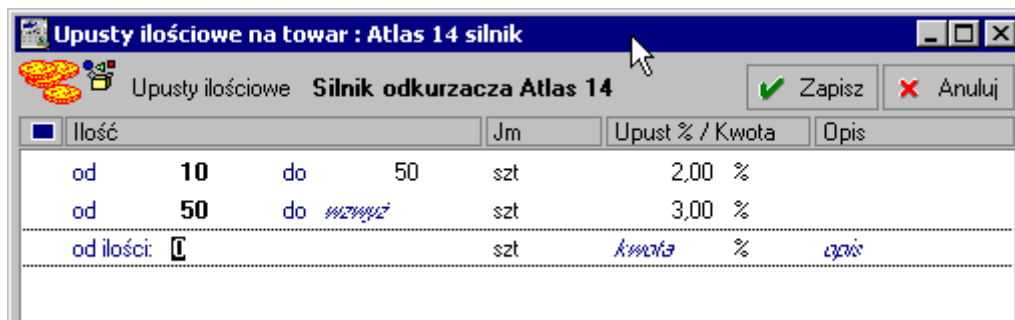 Upusty ilościowe na towar : Atlas 14 silnik
Upusty ilościowe Silnik odkurzacza Atlas 14 Zapisz Anuluj
Ilość Jm Upust % / Kwota Opis
od 10 do 50 szt 2,00 %
od 50 do wzwyż szt 3,00 %
od ilości: 0 szt kwota % opis